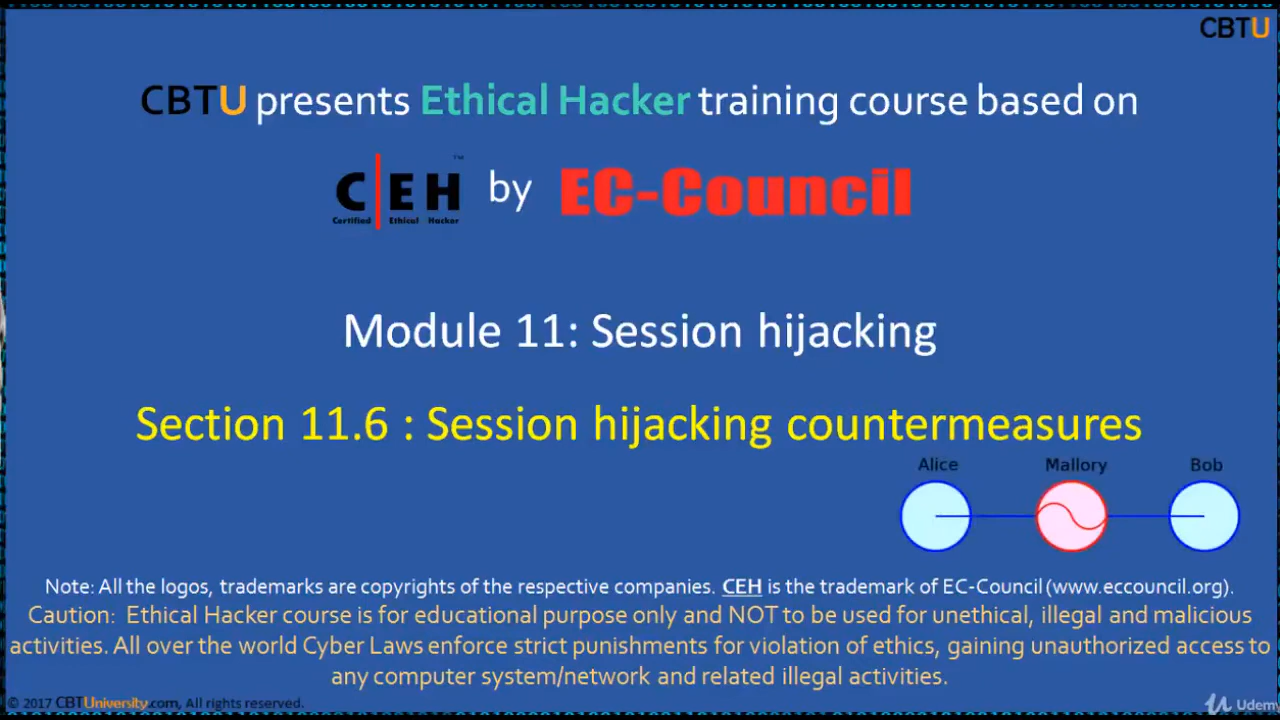 CBTU
CBTU presents Ethical Hacker training course based on
CEH™ by EC-Council
Certified Ethical Hacker
Module 11: Session hijacking
Section 11.6 : Session hijacking countermeasures
Alice Mallory Bob
Note: All the logos, trademarks are copyrights of the respective companies. CEH is the trademark of EC-Council (www.eccouncil.org).
Caution: Ethical Hacker course is for educational purpose only and NOT to be used for unethical, illegal and malicious
activities. All over the world Cyber Laws enforce strict punishments for violation of ethics, gaining unauthorized access to
any computer system/network and related illegal activities.
© 2017 CBTUniversity.com, All rights reserved.
Udemy